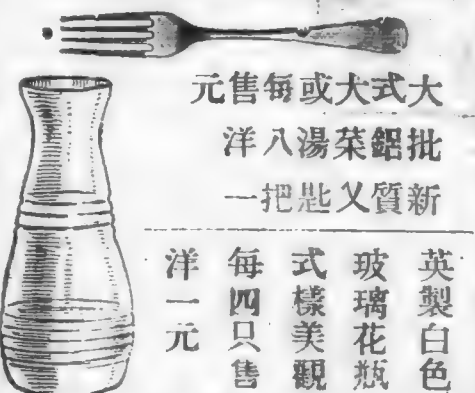 大批新
式鋁質
大菜叉
或湯匙
每八把
售洋一
元
英製白色
玻璃花瓶
式樣美觀
每四只售
洋一元